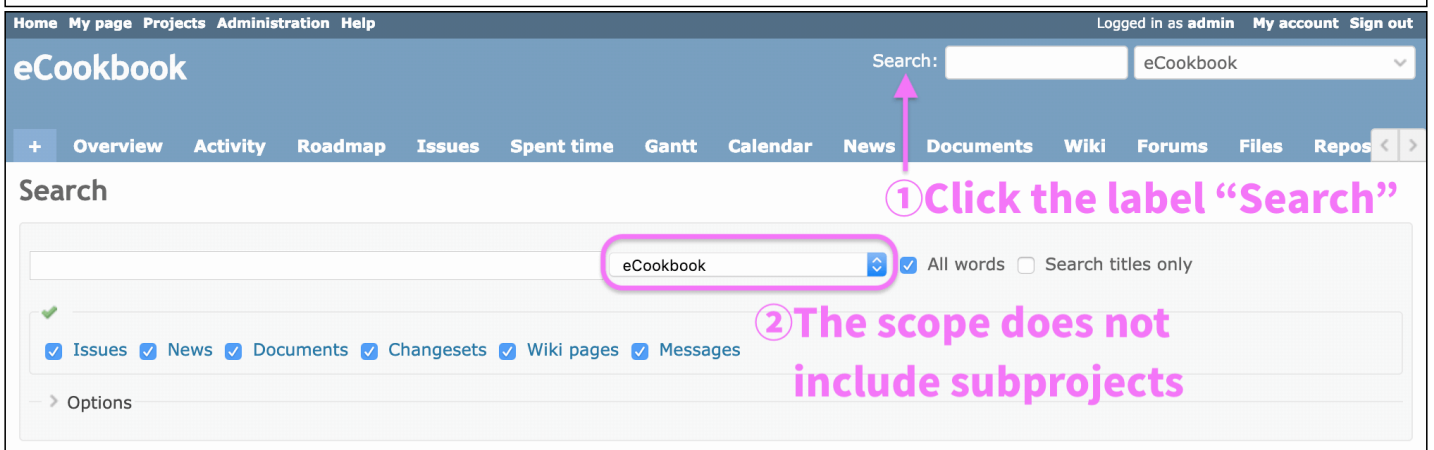 Home My page Projects Administration Help Logged in as admin My account Sign out
eCookbook Search: eCookbook
+ Overview Activity Roadmap Issues Spent time Gantt Calendar News Documents Wiki Forums Files Repos
Search
①Click the label “Search”
eCookbook All words Search titles only
②The scope does not
include subprojects
Issues News Documents Changesets Wiki pages Messages
Options